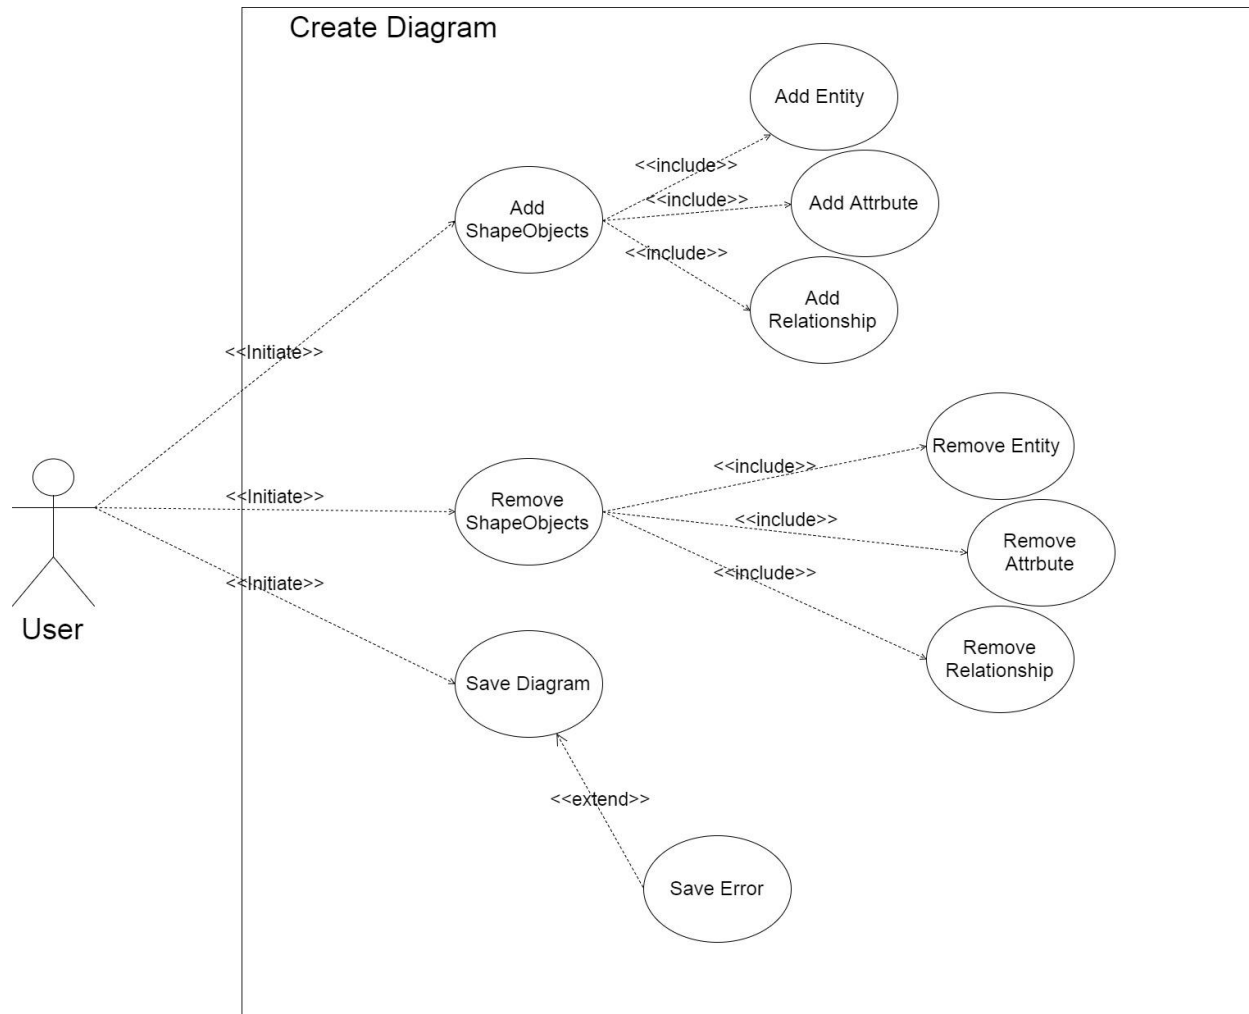 Create Diagram
Add Entity
<<include>>
Add
ShapeObjects
<<include>>
Add Attrbute
<<include>>
Add
Relationship
<<Initiate>>
Remove Entity
<<include>>
<<Initiate>>
Remove
ShapeObjects
<<include>>
Remove
Attrbute
<<include>>
<<Initiate>>
User
Remove
Relationship
Save Diagram
<<extend>>
Save Error